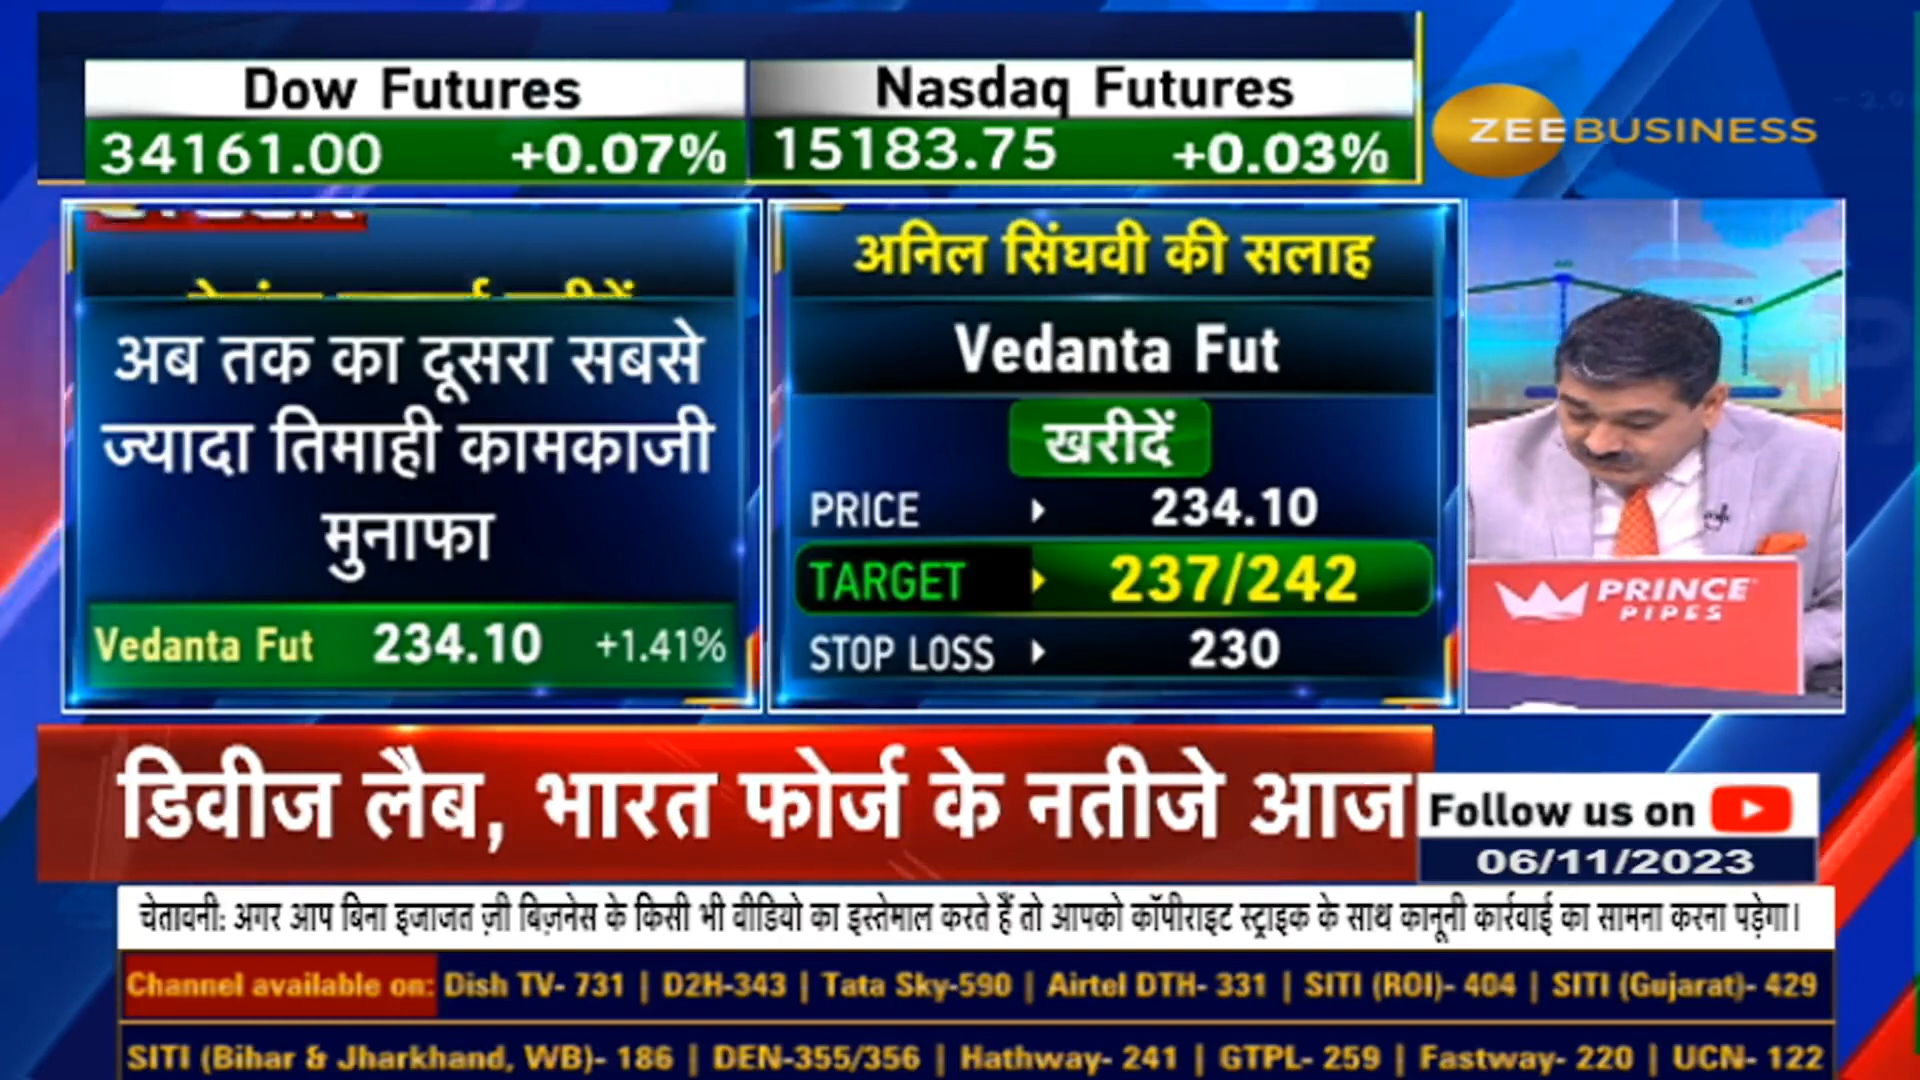 Dow Futures
34161.00 +0.07%
Nasdaq Futures
15183.75 +0.03%
ZEEBUSINESS
अब तक का दूसरा सबसे
ज्यादा तिमाही कामकाजी
मुनाफा
Vedanta Fut 234.10 +1.41%
अनिल सिंघवी की सलाह
Vedanta Fut
खरीदें
PRICE 234.10
TARGET 237/242
STOP LOSS 230
PRINCE
PIPES
डिवीज लैब, भारत फोर्ज के नतीजे आज
Follow us on
06/11/2023
चेतावनी: अगर आप बिना इजाजत ज़ी बिज़नेस के किसी भी वीडियो का इस्तेमाल करते हैं तो आपको कॉपीराइट स्ट्राइक के साथ कानूनी कार्रवाई का सामना करना पड़ेगा।
Channel available on: Dish TV- 731 | D2H-343 | Tata Sky-590 | Airtel DTH- 331 | SITI (ROI)- 404 | SITI (Gujarat)- 429
SITI (Bihar & Jharkhand, WB)- 186 | DEN-355/356 | Hathway- 241 | GTPL- 259 | Fastway- 220 | UCN- 122